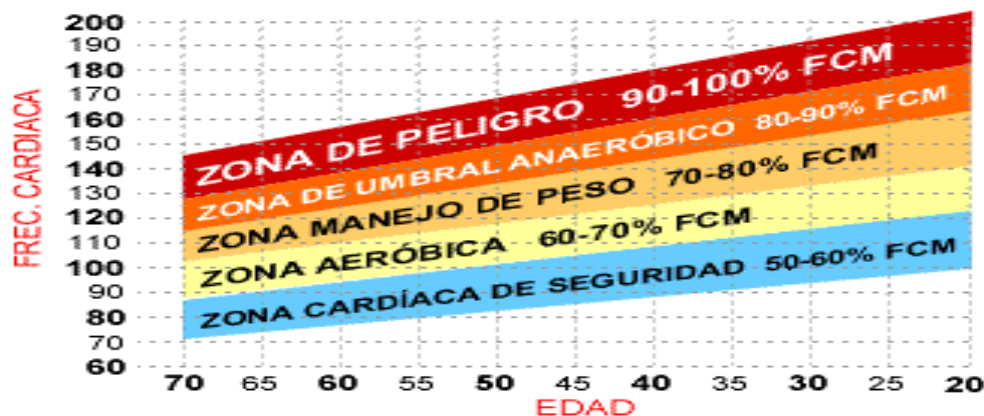 FREC. CARDIACA
200
190
180
170
160
150
140
130
120
110
100
90
80
70
60
ZONA DE PELIGRO 90-100% FCM
ZONA DE UMBRAL ANAERÓBICO 80-90% FCM
ZONA MANEJO DE PESO 70-80% FCM
ZONA AERÓBICA 60-70% FCM
ZONA CARDÍACA DE SEGURIDAD 50-60% FCM
70 65 60 55 50 45 40 35 30 25 20
EDAD